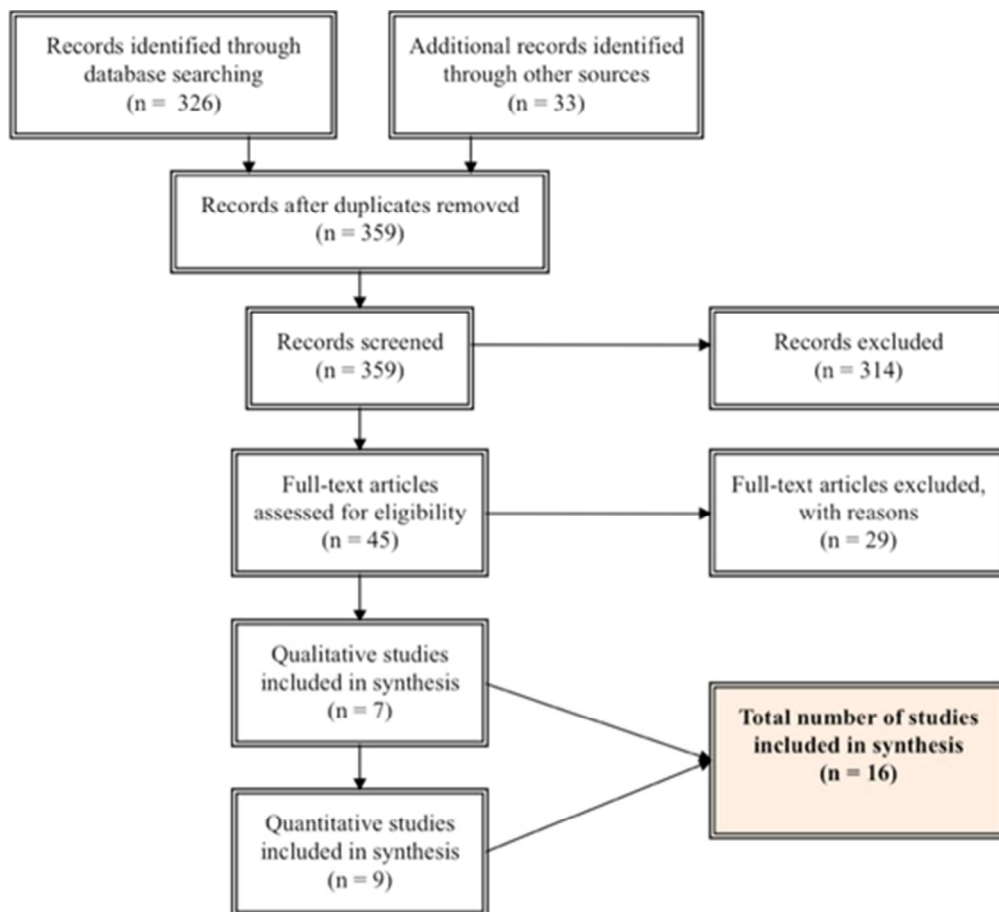 Records identified through
database searching
(n = 326)
Additional records identified
through other sources
(n = 33)
Records after duplicates removed
(n = 359)
Records screened
(n = 359)
Records excluded
(n = 314)
Full-text articles
assessed for eligibility
(n = 45)
Full-text articles excluded,
with reasons
(n = 29)
Qualitative studies
included in synthesis
(n = 7)
Total number of studies
included in synthesis
(n = 16)
Quantitative studies
included in synthesis
(n = 9)